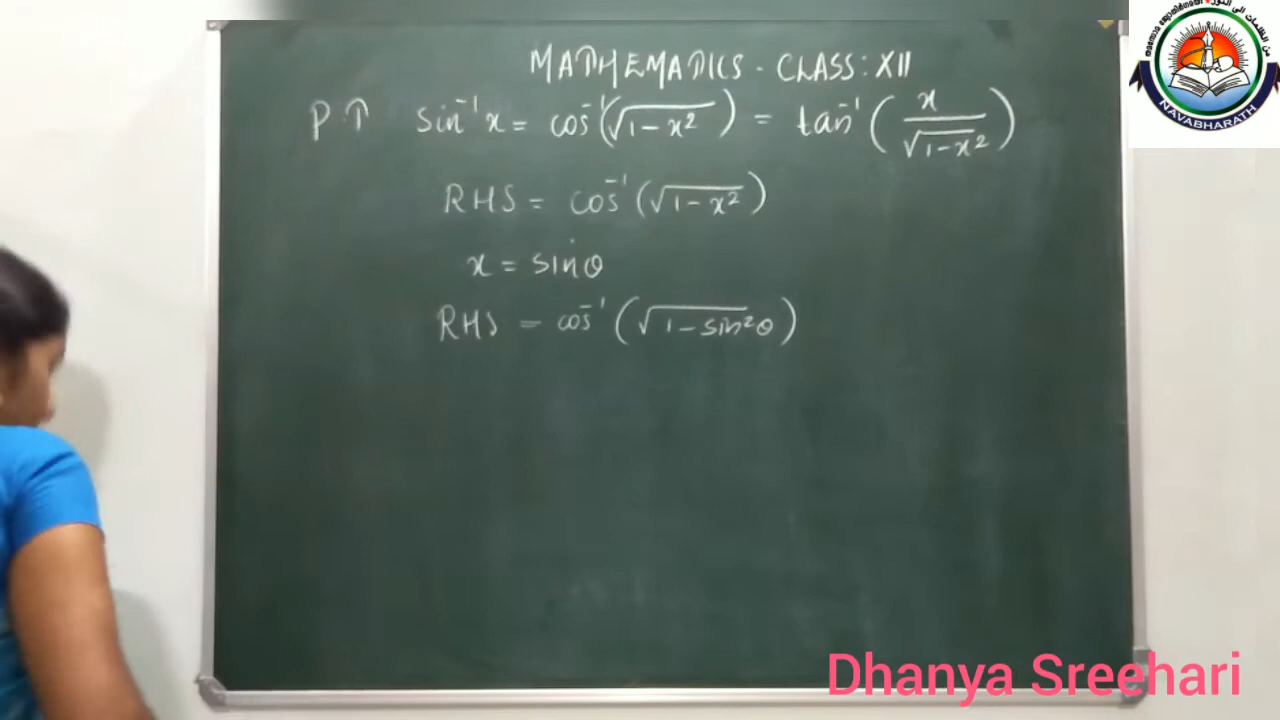 MATHEMATICS - CLASS: XII
P.T sin⁻¹x = cos⁻¹(√1-x²) = tan⁻¹(x/√1-x²)
RHS = cos⁻¹(√1-x²)
x = sinθ
RHS = cos⁻¹(√1-sin²θ)
NAVABHARATH
Dhanya Sreehari